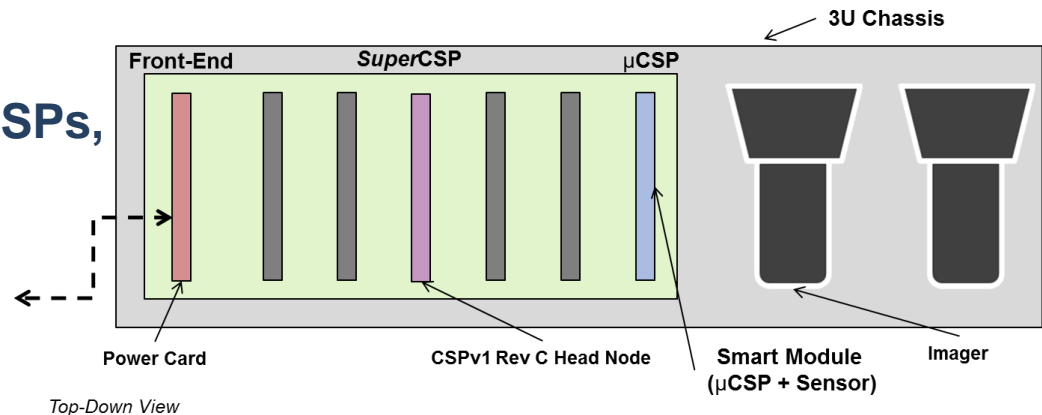 3U Chassis
Front-End
SuperCSP
μCSP
SPs,
Power Card
CSPv1 Rev C Head Node
Smart Module
(μCSP + Sensor)
Imager
Top-Down View